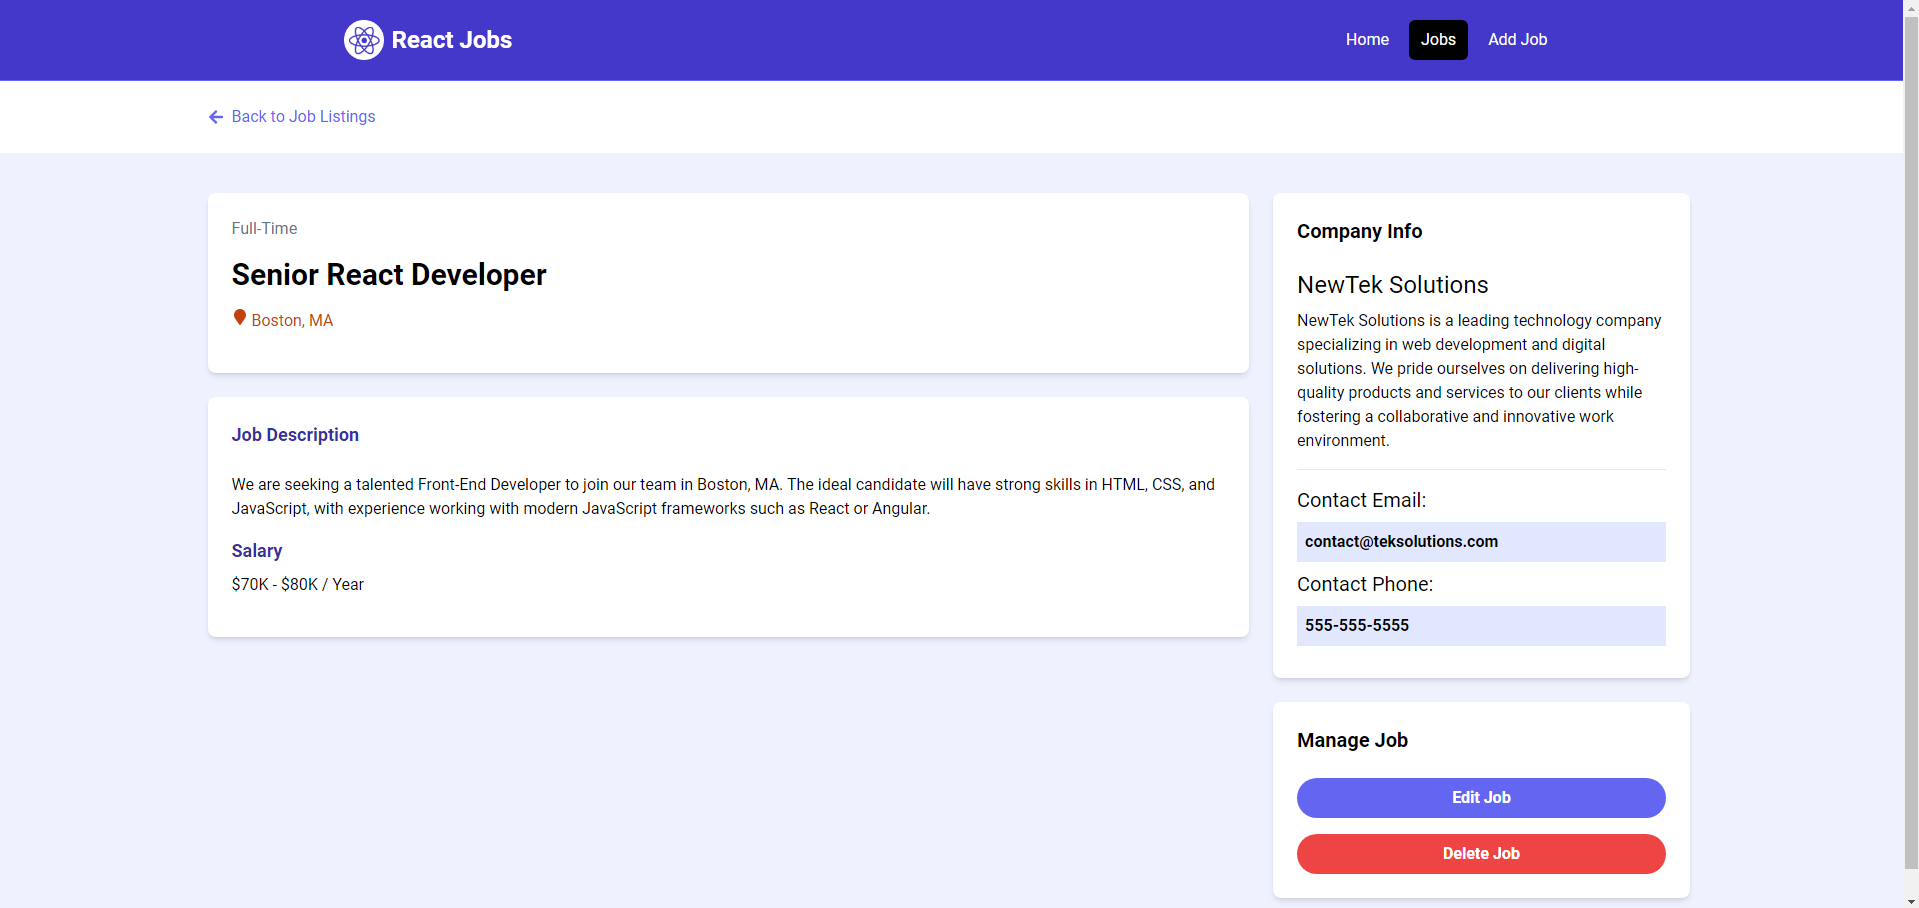 React Jobs
Home
Jobs
Add Job
Back to Job Listings
Full-Time
Senior React Developer
Boston, MA
Job Description
We are seeking a talented Front-End Developer to join our team in Boston, MA. The ideal candidate will have strong skills in HTML, CSS, and
JavaScript, with experience working with modern JavaScript frameworks such as React or Angular.
Salary
$70K - $80K / Year
Company Info
NewTek Solutions
NewTek Solutions is a leading technology company
specializing in web development and digital
solutions. We pride ourselves on delivering high-
quality products and services to our clients while
fostering a collaborative and innovative work
environment.
Contact Email:
contact@teksolutions.com
Contact Phone:
555-555-5555
Manage Job
Edit Job
Delete Job